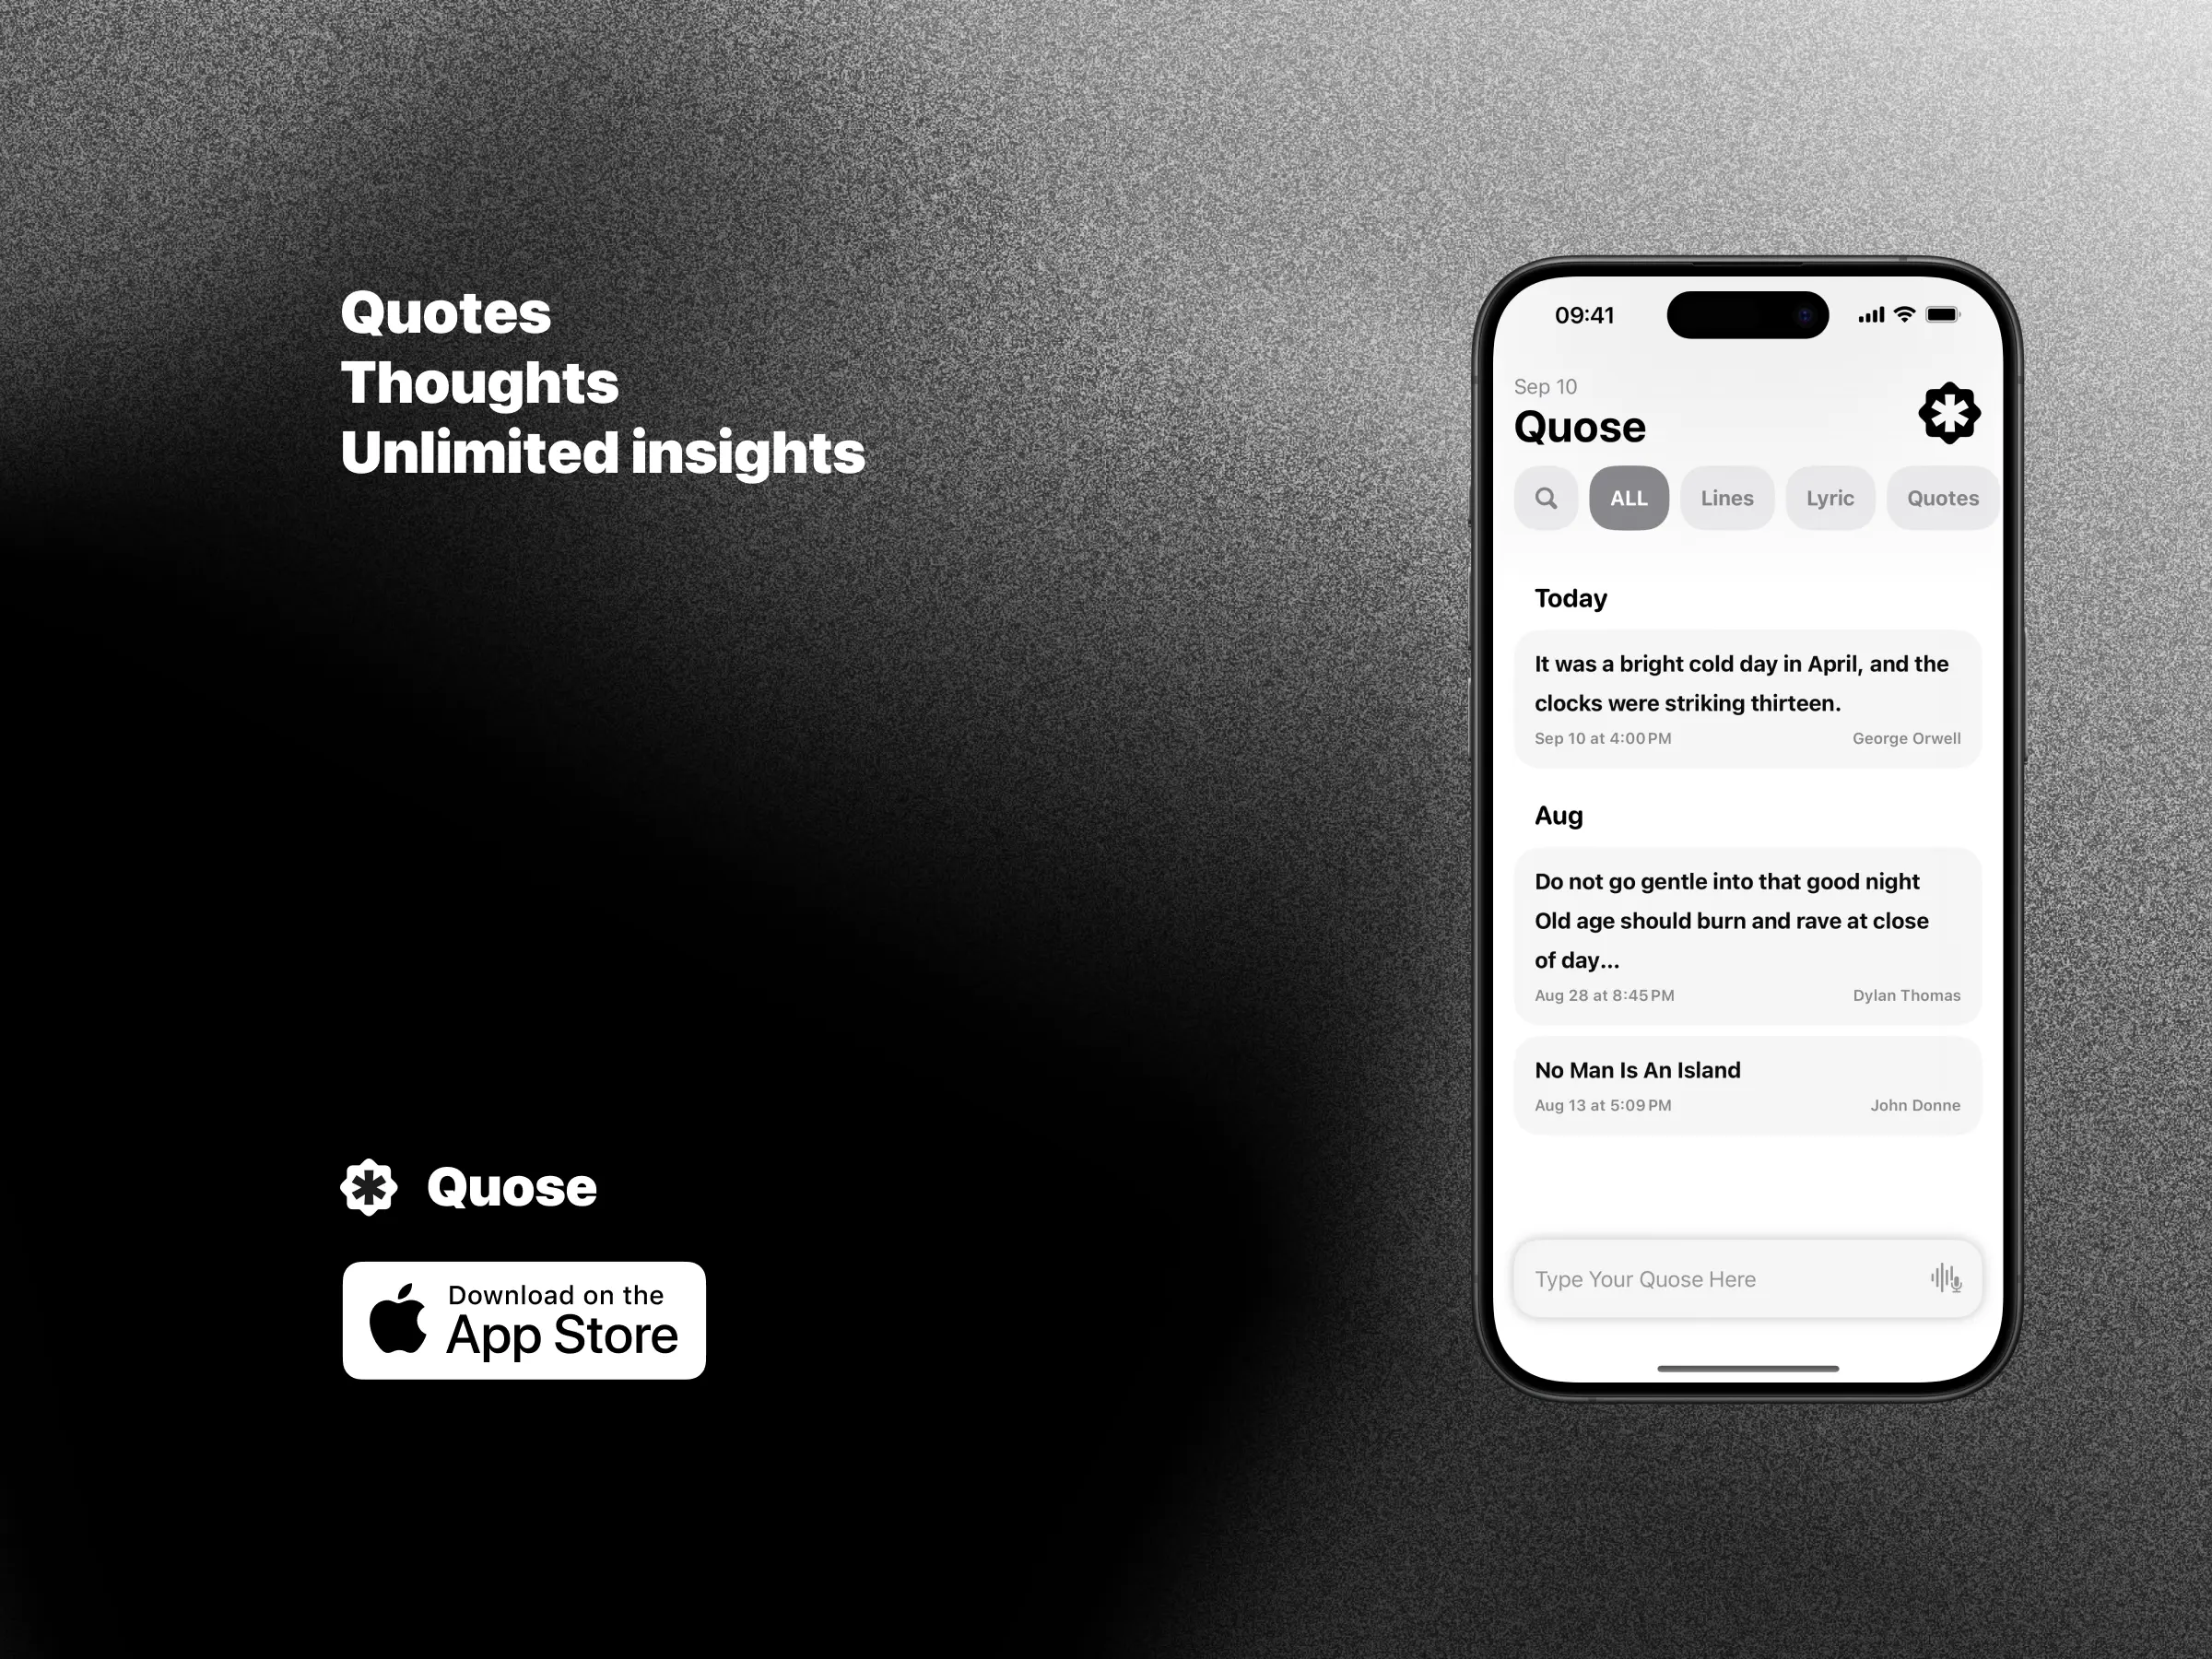 Quotes
Thoughts
Unlimited insights
Quose
Download on the
App Store
09:41
Sep 10
Quose
ALL
Lines
Lyric
Quotes
Today
It was a bright cold day in April, and the
clocks were striking thirteen.
Sep 10 at 4:00 PM
George Orwell
Aug
Do not go gentle into that good night
Old age should burn and rave at close
of day...
Aug 28 at 8:45 PM
Dylan Thomas
No Man Is An Island
Aug 13 at 5:09 PM
John Donne
Type Your Quose Here